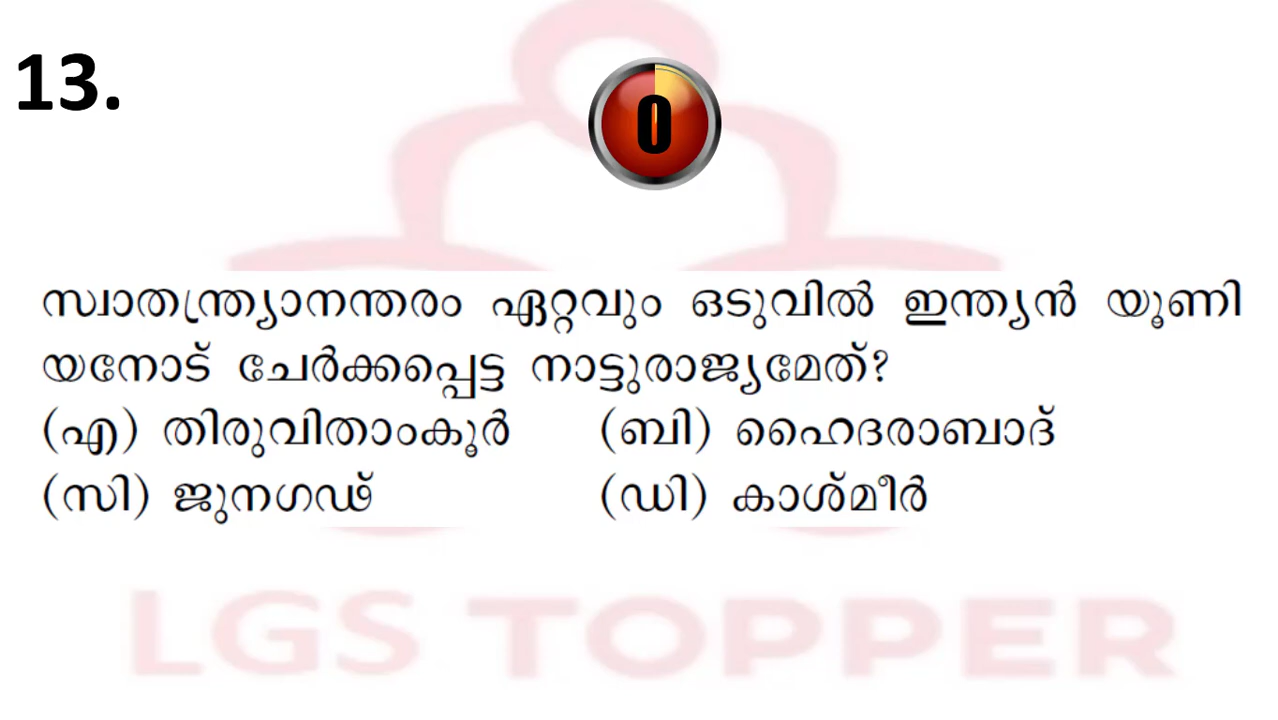 13.
0
സ്വാതന്ത്ര്യാനന്തരം ഏറ്റവും ഒടുവിൽ ഇന്ത്യൻ യൂണി
യനോട് ചേർക്കപ്പെട്ട നാട്ടുരാജ്യമേത്?
(എ) തിരുവിതാംകൂർ (ബി) ഹൈദരാബാദ്
(സി) ജുനഗഢ് (ഡി) കാശ്മീർ
LGS TOPPER